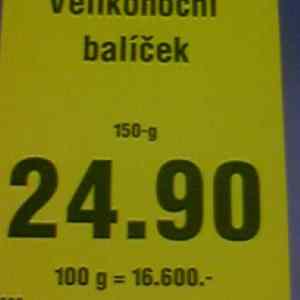 Velikonoční
balíček
150-g
24.90
100 g = 16.600.-